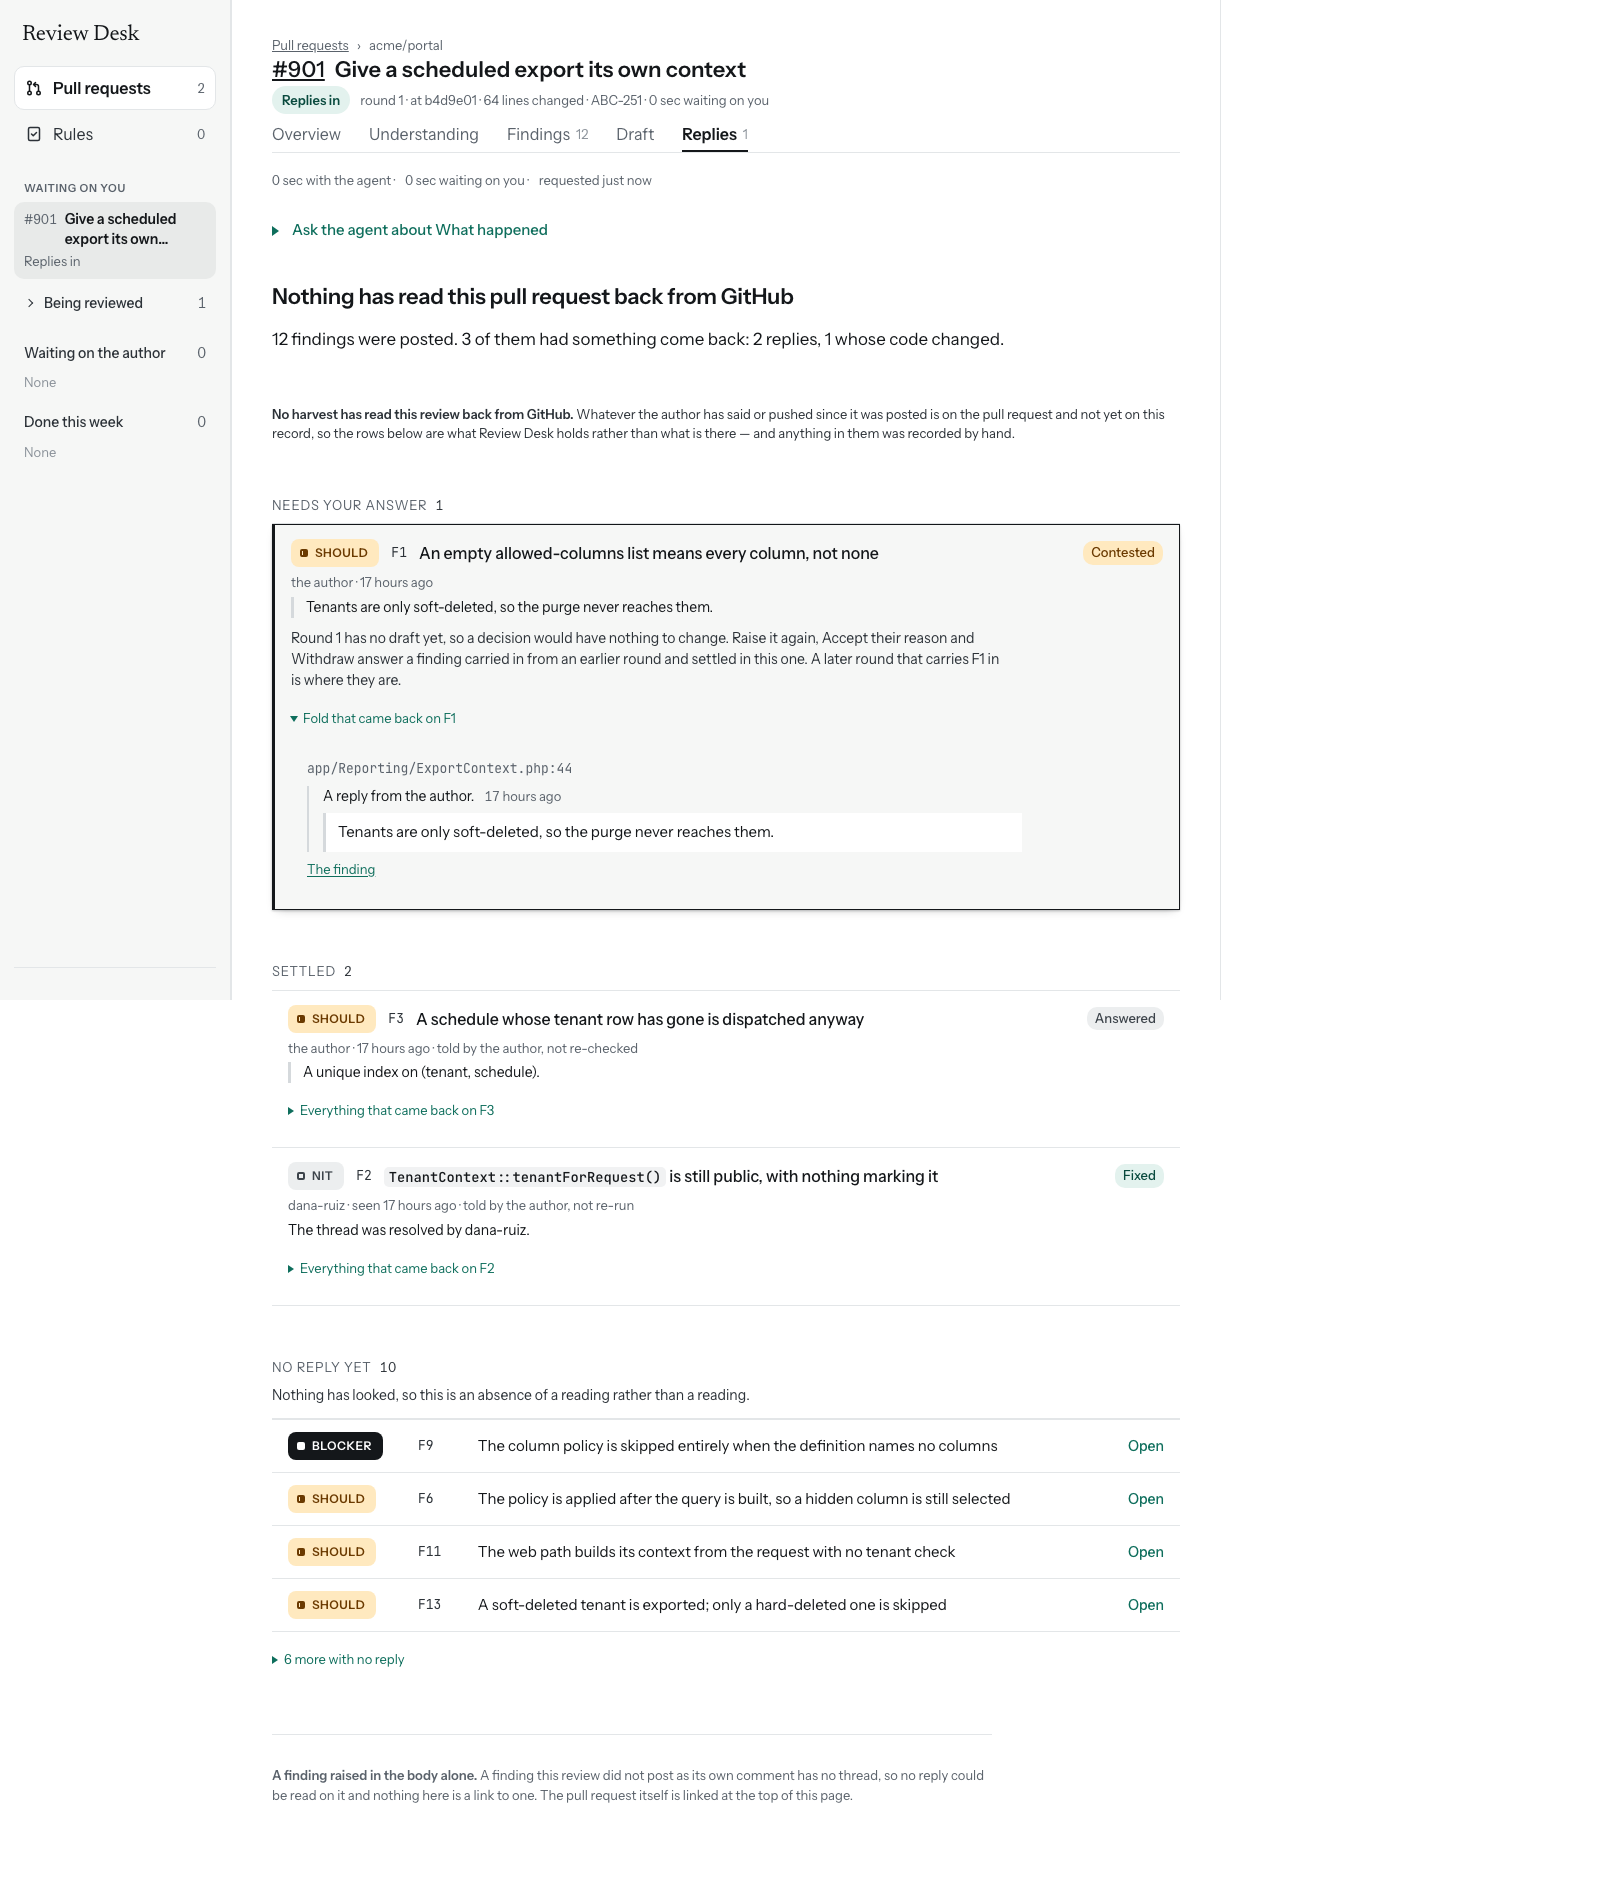 Review Desk
Pull requests 2
Rules 0
WAITING ON YOU
#901 Give a scheduled
export its own...
Replies in
Being reviewed 1
Waiting on the author 0
None
Done this week 0
None
Pull requests › acme/portal
#901 Give a scheduled export its own context
Replies in round 1 · at b4d9e01 · 64 lines changed · ABC-251 · 0 sec waiting on you
Overview Understanding Findings 12 Draft Replies 1
0 sec with the agent · 0 sec waiting on you · requested just now
Ask the agent about What happened
Nothing has read this pull request back from GitHub
12 findings were posted. 3 of them had something come back: 2 replies, 1 whose code changed.
No harvest has read this review back from GitHub. Whatever the author has said or pushed since it was posted is on the pull request and not yet on this
record, so the rows below are what Review Desk holds rather than what is there — and anything in them was recorded by hand.
NEEDS YOUR ANSWER 1
SHOULD F1 An empty allowed-columns list means every column, not none Contested
the author · 17 hours ago
Tenants are only soft-deleted, so the purge never reaches them.
Round 1 has no draft yet, so a decision would have nothing to change. Raise it again, Accept their reason and
Withdraw answer a finding carried in from an earlier round and settled in this one. A later round that carries F1 in
is where they are.
Fold that came back on F1
app/Reporting/ExportContext.php:44
A reply from the author. 17 hours ago
Tenants are only soft-deleted, so the purge never reaches them.
The finding
SETTLED 2
SHOULD F3 A schedule whose tenant row has gone is dispatched anyway Answered
the author · 17 hours ago · told by the author, not re-checked
A unique index on (tenant, schedule).
Everything that came back on F3
NIT F2 TenantContext::tenantForRequest() is still public, with nothing marking it Fixed
dana-ruiz · seen 17 hours ago · told by the author, not re-run
The thread was resolved by dana-ruiz.
Everything that came back on F2
NO REPLY YET 10
Nothing has looked, so this is an absence of a reading rather than a reading.
BLOCKER F9 The column policy is skipped entirely when the definition names no columns Open
SHOULD F6 The policy is applied after the query is built, so a hidden column is still selected Open
SHOULD F11 The web path builds its context from the request with no tenant check Open
SHOULD F13 A soft-deleted tenant is exported; only a hard-deleted one is skipped Open
6 more with no reply
A finding raised in the body alone. A finding this review did not post as its own comment has no thread, so no reply could
be read on it and nothing here is a link to one. The pull request itself is linked at the top of this page.